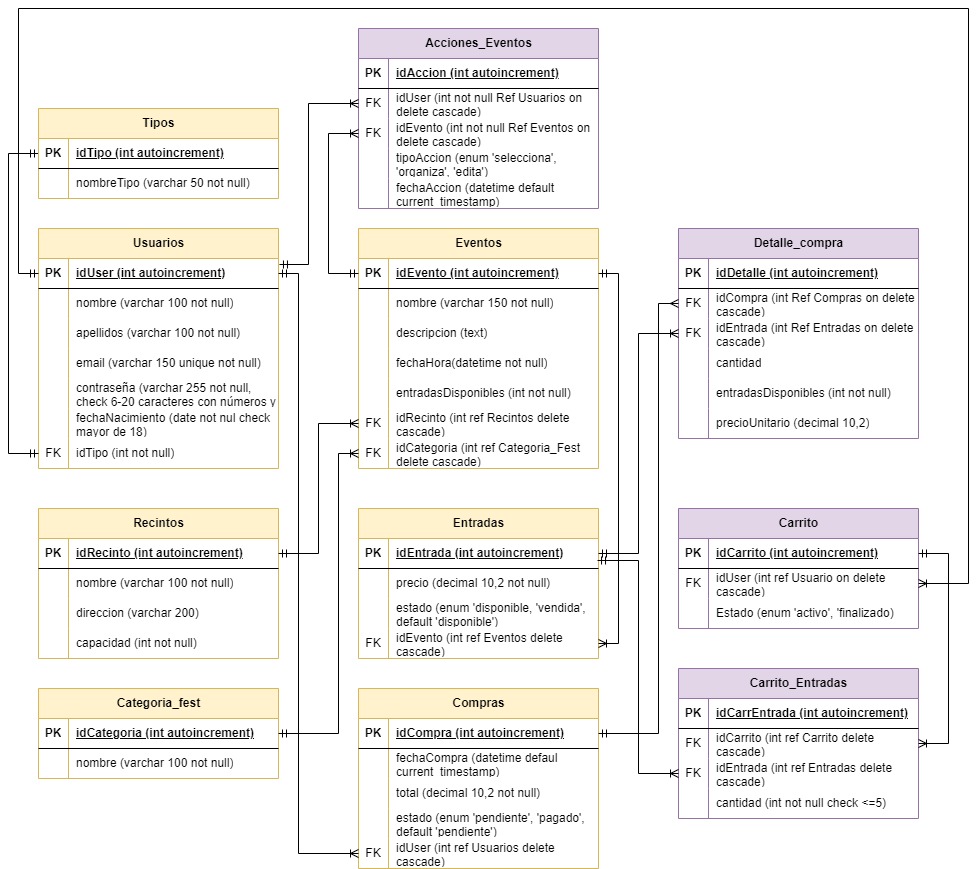 Acciones_Eventos
PK idAccion (int autoincrement)
FK idUser (int not null Ref Usuarios on
delete cascade)
FK idEvento (int not null Ref Eventos on
delete cascade)
tipoAccion (enum 'selecciona',
'organiza', 'edita')
fechaAccion (datetime default
current_timestamp)
Tipos
PK idTipo (int autoincrement)
nombreTipo (varchar 50 not null)
Usuarios
PK idUser (int autoincrement)
nombre (varchar 100 not null)
apellidos (varchar 100 not null)
email (varchar 150 unique not null)
contraseña (varchar 255 not null,
check 6-20 caracteres con números y
fechaNacimiento (date not nul check
mayor de 18)
FK idTipo (int not null)
Eventos
PK idEvento (int autoincrement)
nombre (varchar 150 not null)
descripcion (text)
fechaHora(datetime not null)
entradasDisponibles (int not null)
FK idRecinto (int ref Recintos delete
cascade)
FK idCategoria (int ref Categoria_Fest
delete cascade)
Detalle_compra
PK idDetalle (int autoincrement)
FK idCompra (int Ref Compras on delete
cascade)
FK idEntrada (int Ref Entradas on delete
cascade)
cantidad
entradasDisponibles (int not null)
precioUnitario (decimal 10,2)
Recintos
PK idRecinto (int autoincrement)
nombre (varchar 100 not null)
direccion (varchar 200)
capacidad (int not null)
Entradas
PK idEntrada (int autoincrement)
precio (decimal 10,2 not null)
estado (enum 'disponible, 'vendida',
default 'disponible')
FK idEvento (int ref Eventos delete
cascade)
Carrito
PK idCarrito (int autoincrement)
FK idUser (int ref Usuario on delete
cascade)
Estado (enum 'activo', 'finalizado)
Categoria_fest
PK idCategoria (int autoincrement)
nombre (varchar 100 not null)
Compras
PK idCompra (int autoincrement)
fechaCompra (datetime defaul
current_timestamp)
total (decimal 10,2 not null)
estado (enum 'pendiente', 'pagado',
default 'pendiente')
FK idUser (int ref Usuarios delete
cascade)
Carrito_Entradas
PK idCarrEntrada (int autoincrement)
FK idCarrito (int ref Carrito delete
cascade)
FK idEntrada (int ref Entradas delete
cascade)
cantidad (int not null check <=5)